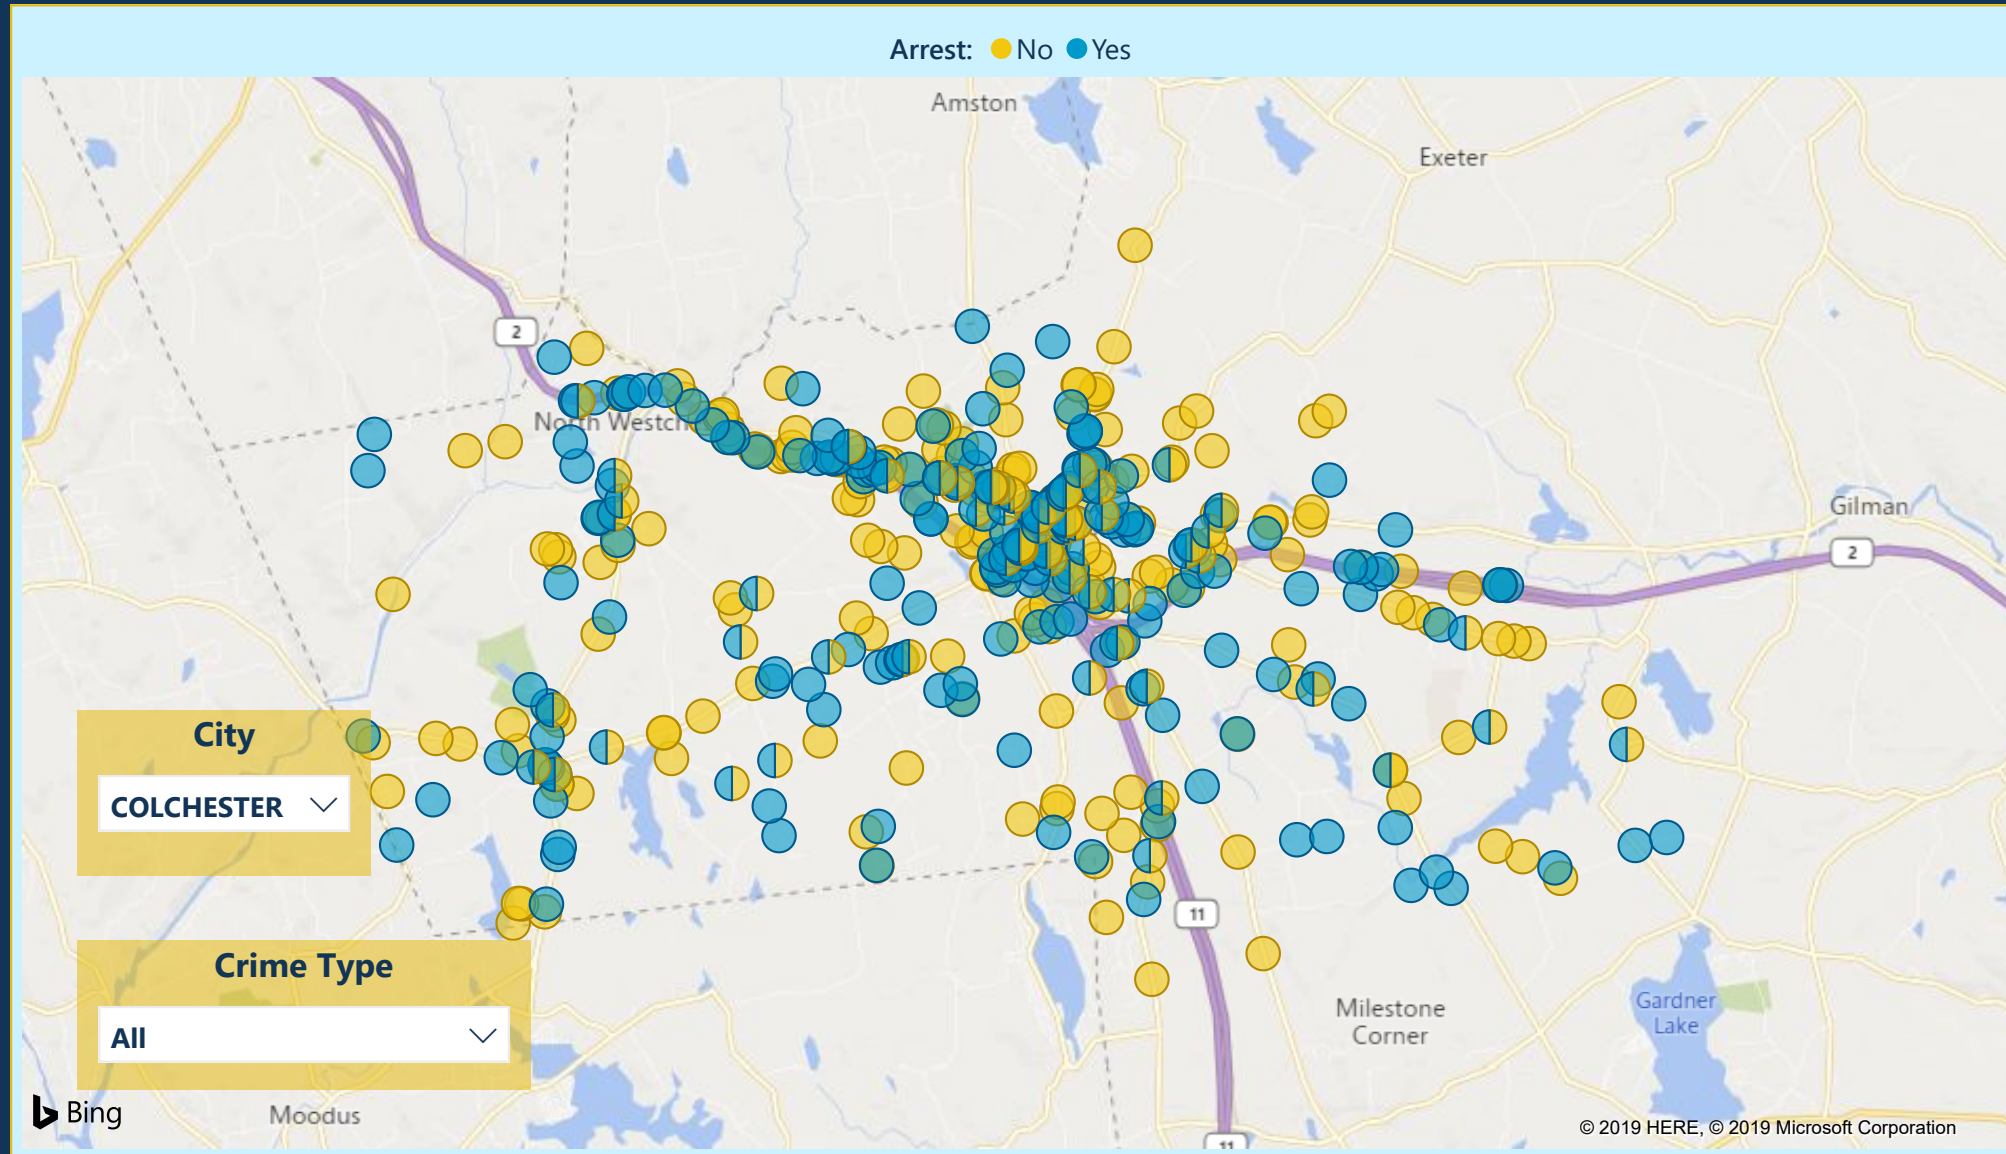 Arrest: No Yes
Amston
Exeter
2
North Westch
Gilman
2
City
COLCHESTER
11
Crime Type
All
Milestone
Corner
Gardner
Lake
Moodus
Bing
11
© 2019 HERE, © 2019 Microsoft Corporation